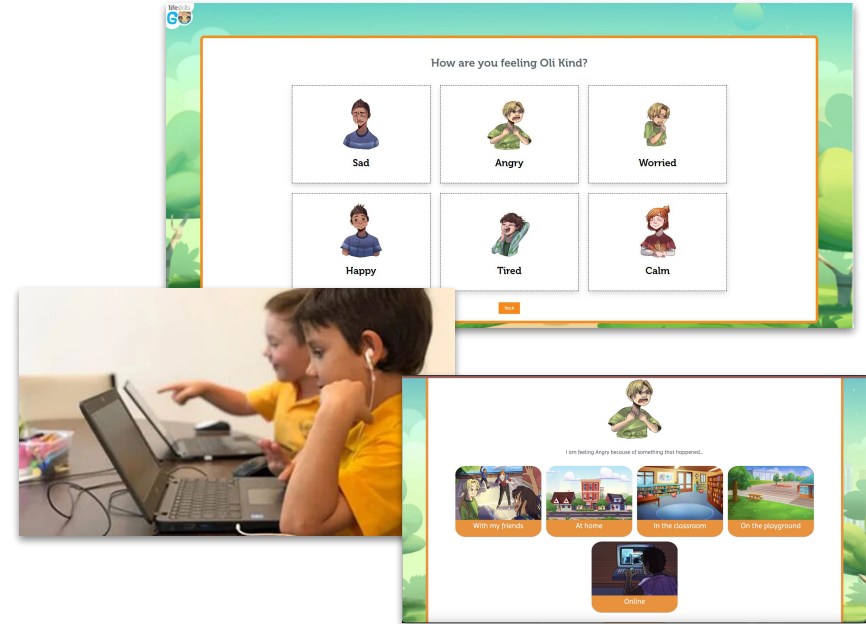 lifeskills
GO
How are you feeling Oli Kind?
Sad
Angry
Worried
Happy
Tired
Calm
Back
I am feeling Angry because of something that happened...
With my friends
At home
In the classroom
On the playground
Online